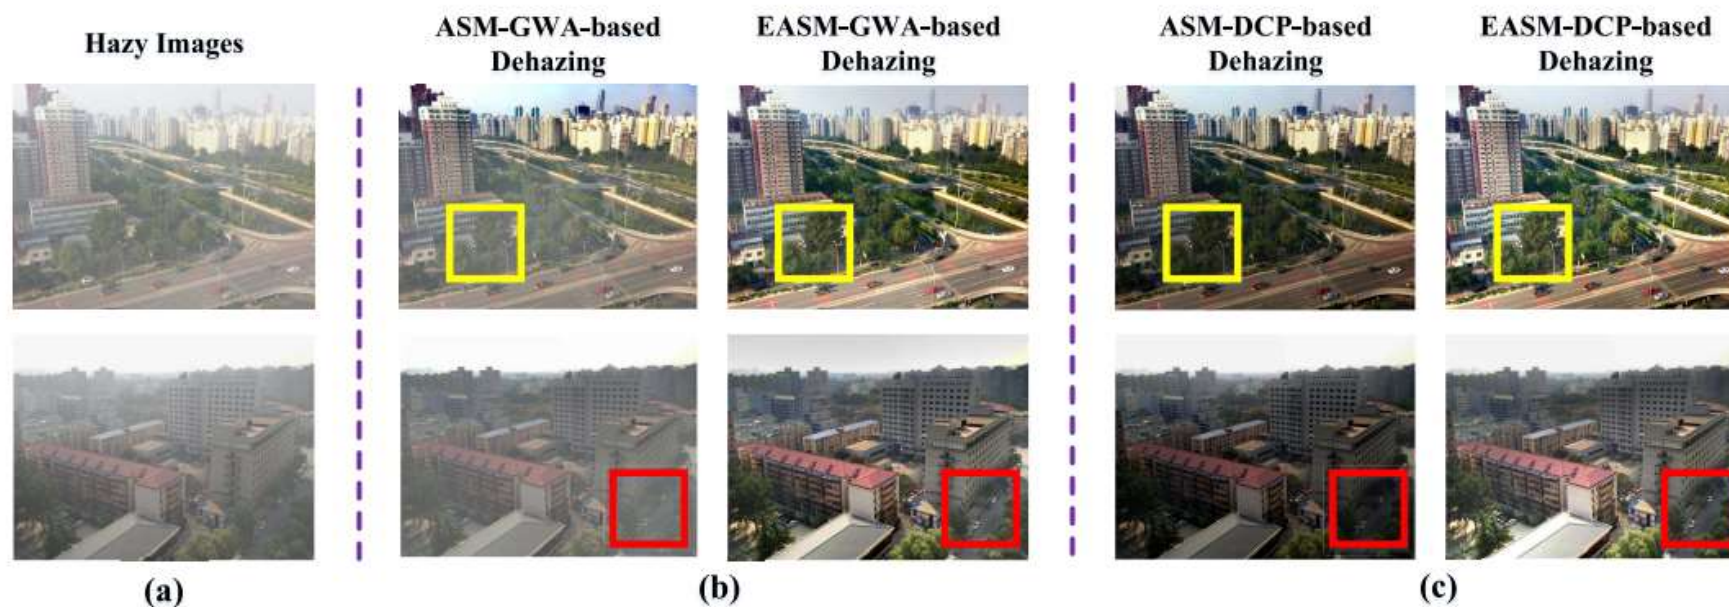 Hazy Images
ASM-GWA-based
Dehazing
EASM-GWA-based
Dehazing
ASM-DCP-based
Dehazing
EASM-DCP-based
Dehazing
(a)
(b)
(c)